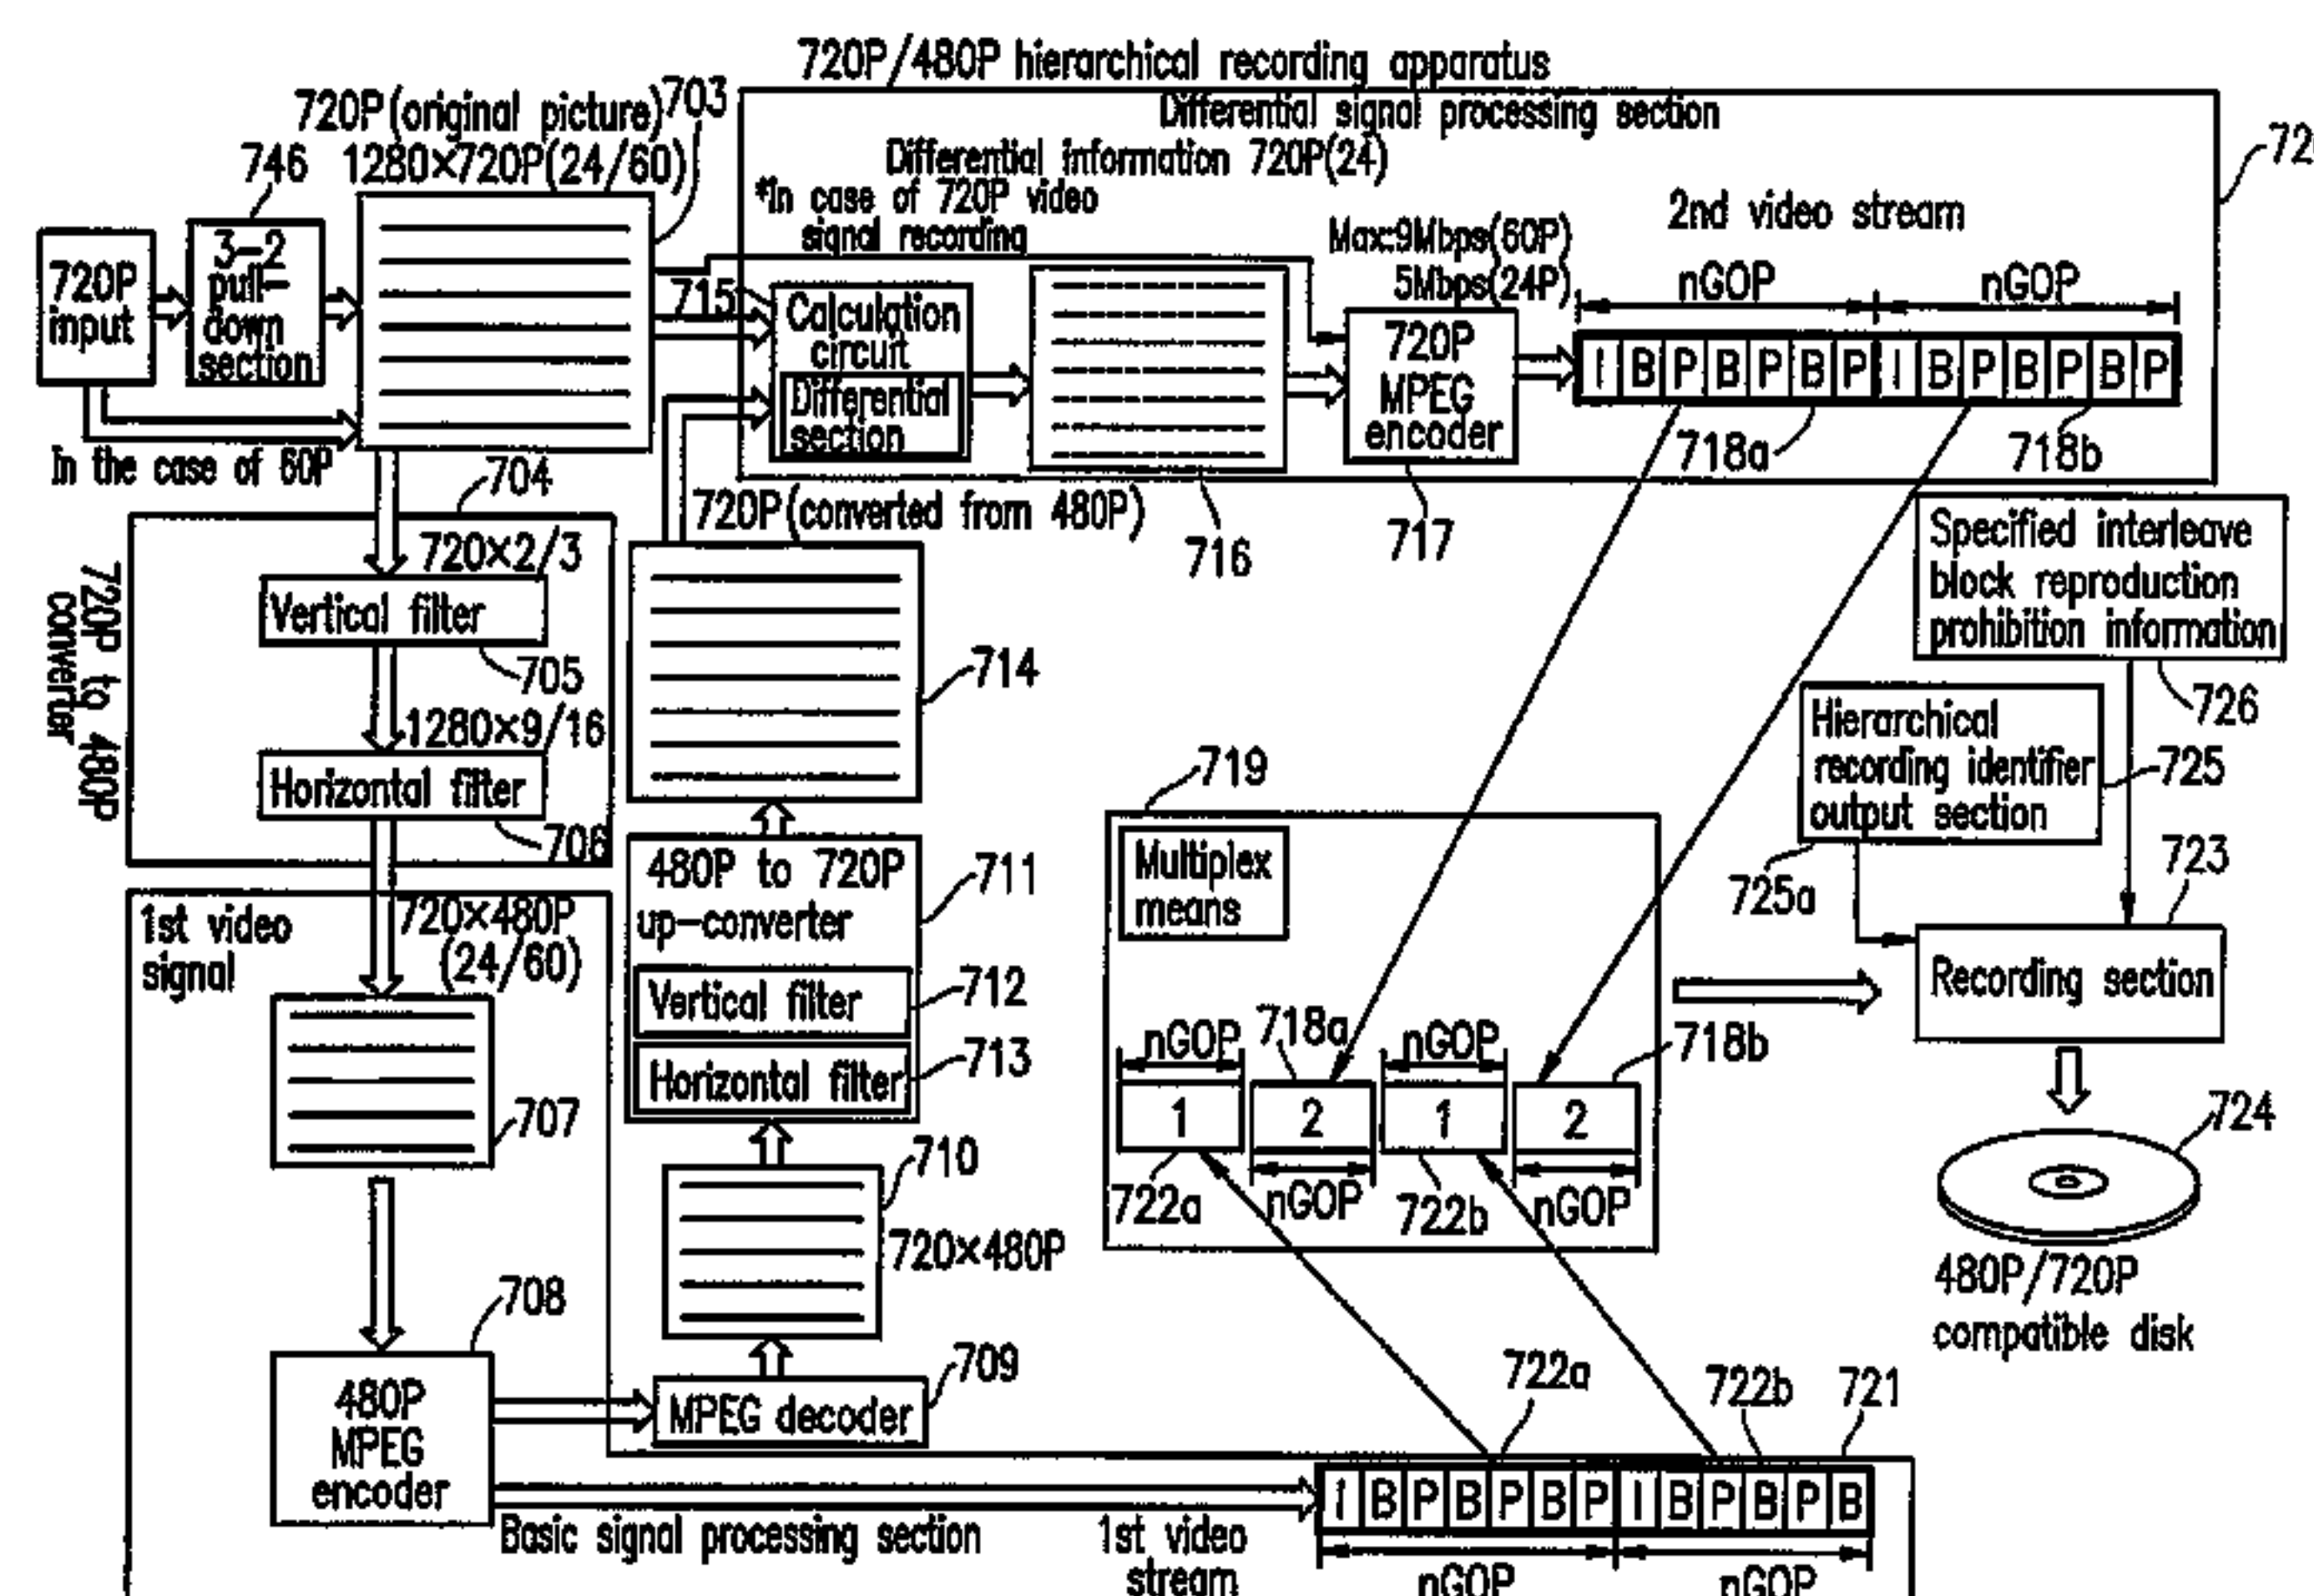 720P/480P hierarchical recording apparatus
Differential signal processing section
720P(original picture)
703
1280×720P(24/60)
746
Differential information 720P(24)
*In case of 720P video
signal recording
Max:9Mbps(60P)
5Mbps(24P)
2nd video stream
nGOP
nGOP
720P
input
3-2
pull-
down
section
715
Calculation
circuit
Differential
section
720P
MPEG
encoder
I B P B P B P I B P B P B P
In the case of 60P
718a
718b
704
720P(converted from 480P)
716
717
720P to 480P
converter
720×2/3
Vertical filter
705
1280×9/16
Horizontal filter
706
714
Specified interleave
block reproduction
prohibition information
726
Hierarchical
recording identifier
output section
725
725a
723
Recording section
719
Multiplex
means
480P to 720P
up-converter
711
Vertical filter
712
Horizontal filter
713
1st video
signal
720×480P
(24/60)
707
nGOP
718a
nGOP
718b
1
2
1
2
722a
nGOP
722b
nGOP
724
480P/720P
compatible disk
710
720×480P
708
480P
MPEG
encoder
MPEG decoder
709
722a
722b
721
I B P B P B P I B P B P B
Basic signal processing section
1st video
stream
nGOP
nGOP